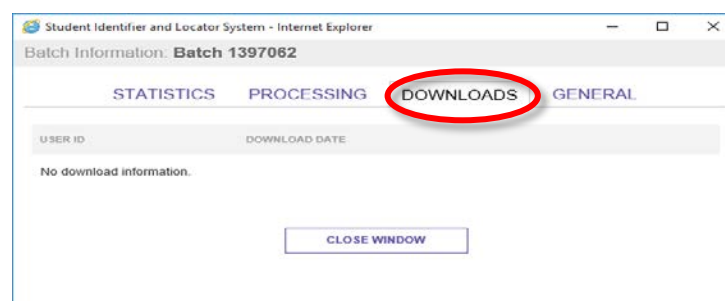 Student Identifier and Locator System - Internet Explorer
Batch Information: Batch 1397062
STATISTICS PROCESSING DOWNLOADS GENERAL
USER ID DOWNLOAD DATE
No download information.
CLOSE WINDOW